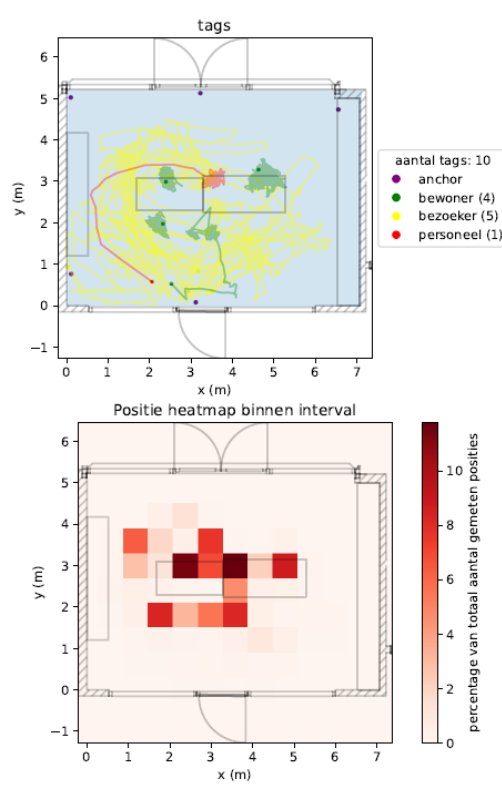 tags
6
5
4
3
2
1
0
−1
y (m)
0 1 2 3 4 5 6 7
x (m)
aantal tags: 10
anchor
bewoner (4)
bezoeker (5)
personeel (1)
Positie heatmap binnen interval
6
5
4
3
2
1
0
−1
y (m)
0 1 2 3 4 5 6 7
x (m)
10
8
6
4
2
0
percentage van totaal aantal gemeten posities